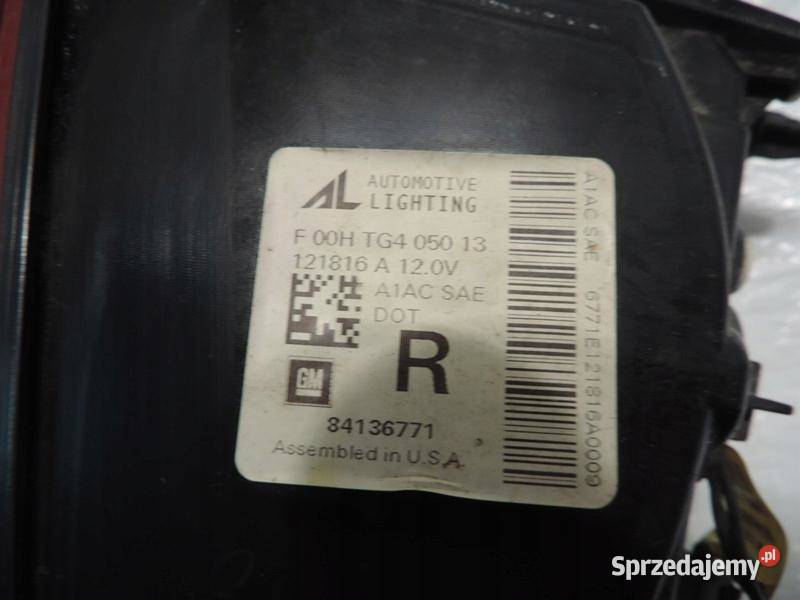 AL AUTOMOTIVE
LIGHTING
F 00H TG4 050 13
121816 A 12.0V
A1AC SAE
DOT
R
GM
84136771
Assembled in U.S.A.
A1AC SAE 6771E121816A0009
Sprzedajemy.pl